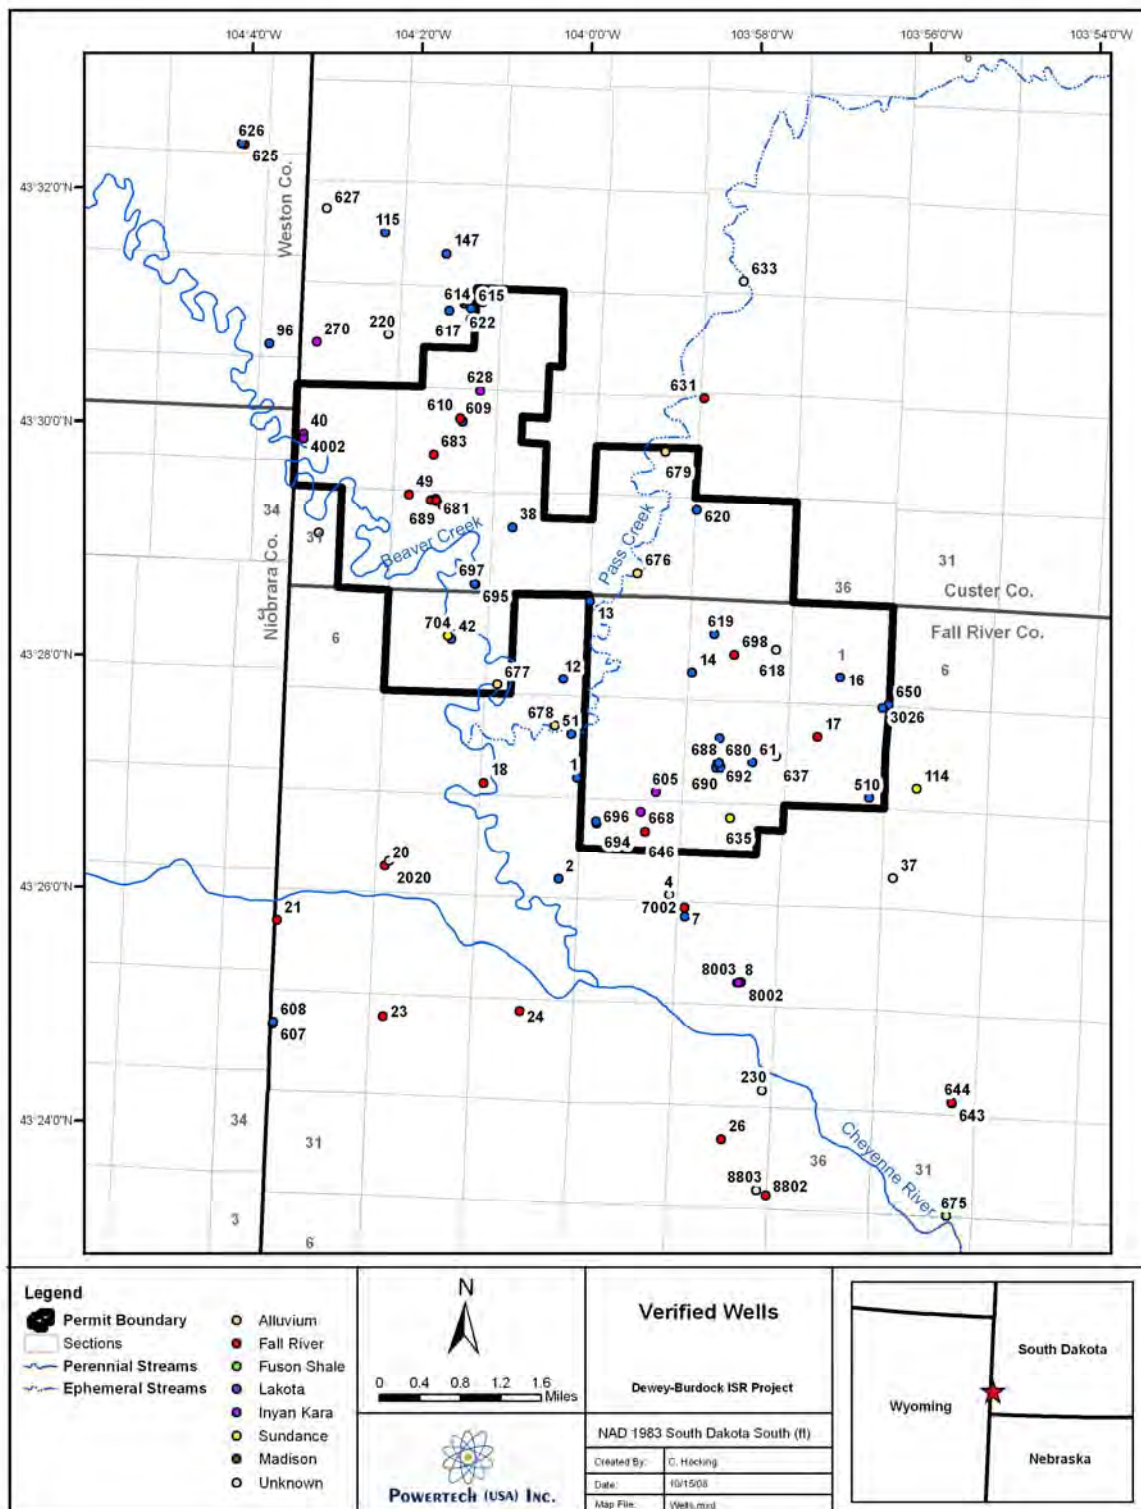 104°4'0"W 104°2'0"W 104°0'0"W 103°58'0"W 103°56'0"W 103°54'0"W
6
626
625
43°32'0"N
627
Weston Co.
115
147
633
614 615
617 622
96 270 220
628
631
610 609
43°30'0"N
40
4002
683
679
49
34
681
689
38
620
31
Beaver Creek
Pass Creek
676
31
697
695
36
Custer Co.
Niobrara Co.
3
13
Fall River Co.
6
704 42
619
698
618
1
6
43°28'0"N
677
12
14
16
650
3026
678
51
17
688 680 61
690 692 637
18
1
605
510
114
696
694
668
646
635
20
2020
2
4
37
43°26'0"N
21
7002
7
8003 8
8002
608
607
23
24
230
644
643
43°24'0"N
34
31
26
36
Cheyenne River
31
8803
8802
675
3
6
Legend
Permit Boundary
Sections
Perennial Streams
Ephemeral Streams
Alluvium
Fall River
Fuson Shale
Lakota
Inyan Kara
Sundance
Madison
Unknown
N
0 0.4 0.8 1.2 1.6
Miles
POWERTECH (USA) INC.
Verified Wells
Dewey-Burdock ISR Project
NAD 1983 South Dakota South (ft)
Created By: C. Hocking
Date: 10/15/08
Map File: Wells.mxd
South Dakota
Wyoming
Nebraska